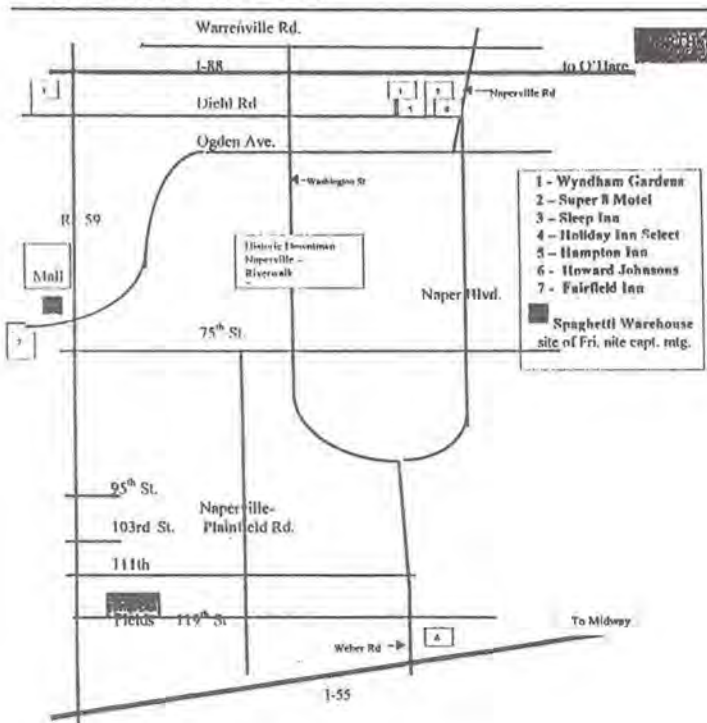 Warrenville Rd.
I-88
to O'Hare
Diehl Rd
Naperville Rd
Ogden Ave.
Washington St
1 - Wyndham Gardens
2 – Super 8 Motel
3 – Sleep Inn
4 – Holiday Inn Select
5 – Hampton Inn
6 - Howard Johnsons
7 – Fairfield Inn
Spaghetti Warehouse
site of Fri. nite capt. mtg.
Rt 59
Mall
Historic Downtown
Naperville –
Riverwalk
Naper Blvd.
7
75th St.
95th St.
Naperville-
Plainfield Rd.
103rd St.
111th
Fields
119th St
To Midway
Weber Rd
I-55